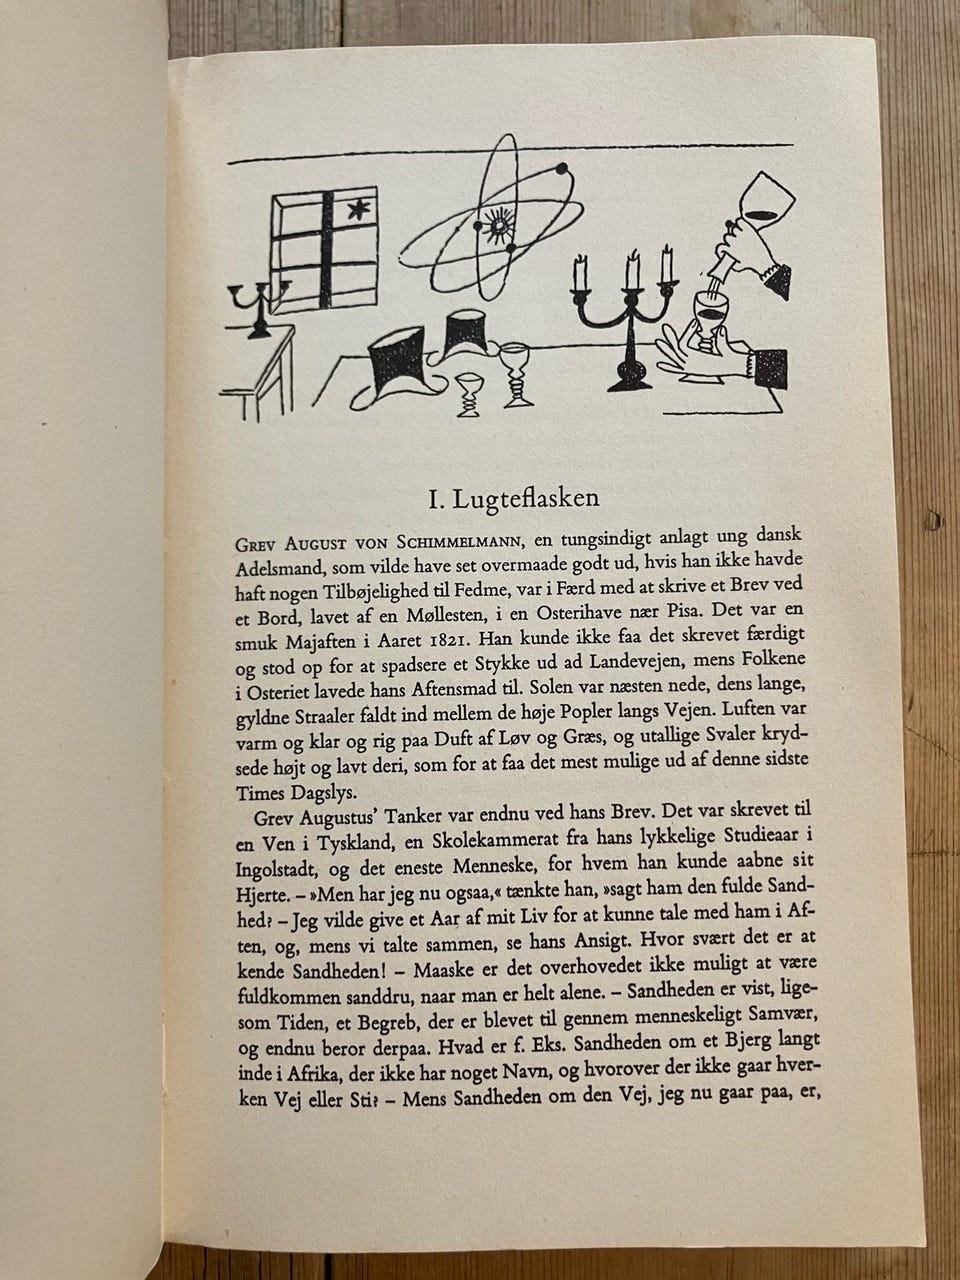 I. Lugteflasken
GREV AUGUST VON SCHIMMELMANN, en tungsindigt anlagt ung dansk
Adelsmand, som vilde have set overmaade godt ud, hvis han ikke havde
haft nogen Tilbøjelighed til Fedme, var i Færd med at skrive et Brev ved
et Bord, lavet af en Møllesten, i en Osterihave nær Pisa. Det var en
smuk Majaften i Aaret 1821. Han kunde ikke faa det skrevet færdigt
og stod op for at spadsere et Stykke ud ad Landevejen, mens Folkene
i Osteriet lavede hans Aftensmad til. Solen var næsten nede, dens lange,
gyldne Straaler faldt ind mellem de høje Popler langs Vejen. Luften var
varm og klar og rig paa Duft af Løv og Græs, og utallige Svaler kryd-
sede højt og lavt deri, som for at faa det mest mulige ud af denne sidste
Times Dagslys.
Grev Augustus' Tanker var endnu ved hans Brev. Det var skrevet til
en Ven i Tyskland, en Skolekammerat fra hans lykkelige Studieaar i
Ingolstadt, og det eneste Menneske, for hvem han kunde aabne sit
Hjerte. – »Men har jeg nu ogsaa,« tænkte han, »sagt ham den fulde Sand-
hed? – Jeg vilde give et Aar af mit Liv for at kunne tale med ham i Af-
ten, og, mens vi talte sammen, se hans Ansigt. Hvor svært det er at
kende Sandheden! – Maaske er det overhovedet ikke muligt at være
fuldkommen sanddru, naar man er helt alene. – Sandheden er vist, lige-
som Tiden, et Begreb, der er blevet til gennem menneskeligt Samvær,
og endnu beror derpaa. Hvad er f. Eks. Sandheden om et Bjerg langt
inde i Afrika, der ikke har noget Navn, og hvorover der ikke gaar hver-
ken Vej eller Sti? – Mens Sandheden om den Vej, jeg nu gaar paa, er,